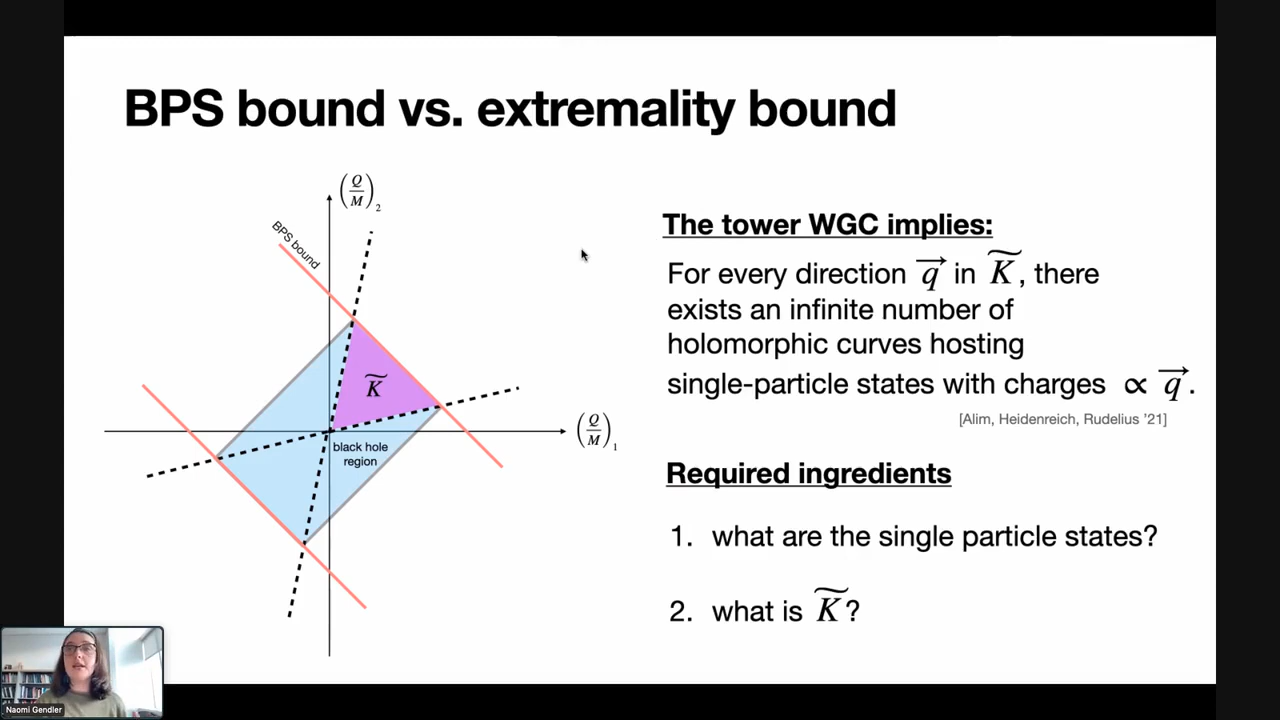 BPS bound vs. extremality bound
(Q/M)₂
BPS bound
K̃
black hole
region
(Q/M)₁
The tower WGC implies:
For every direction q⃗ in K̃, there
exists an infinite number of
holomorphic curves hosting
single-particle states with charges ∝ q⃗.
[Alim, Heidenreich, Rudelius ’21]
Required ingredients
1. what are the single particle states?
2. what is K̃?
Naomi Gendler